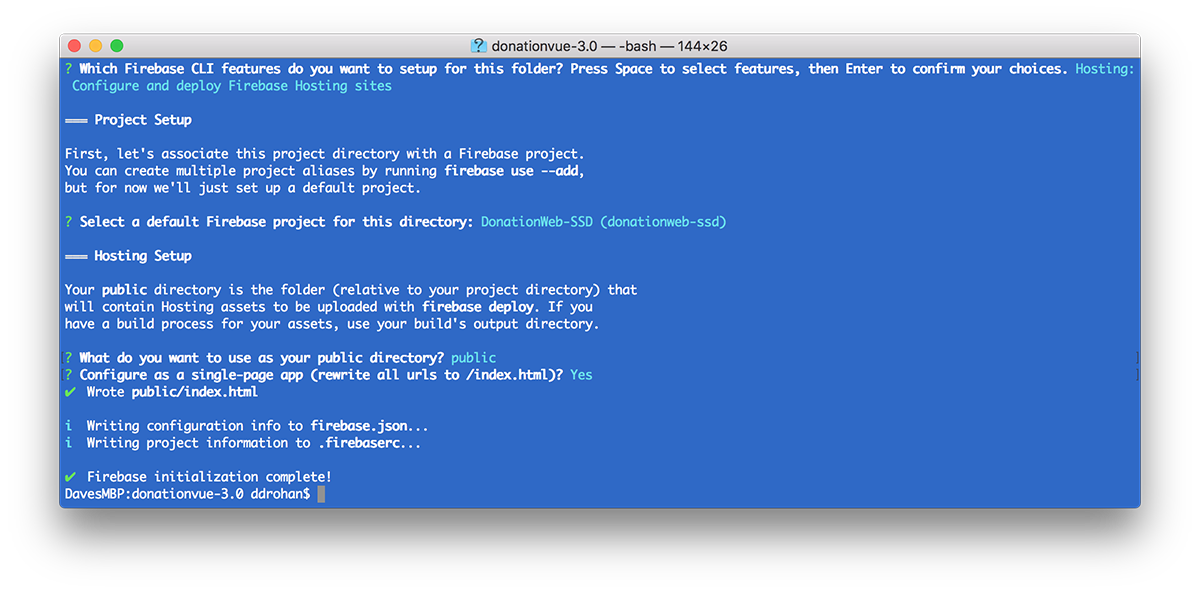 donationvue-3.0 — -bash — 144×26
? Which Firebase CLI features do you want to setup for this folder? Press Space to select features, then Enter to confirm your choices. Hosting:
Configure and deploy Firebase Hosting sites
=== Project Setup
First, let's associate this project directory with a Firebase project.
You can create multiple project aliases by running firebase use --add,
but for now we'll just set up a default project.
? Select a default Firebase project for this directory: DonationWeb-SSD (donationweb-ssd)
=== Hosting Setup
Your public directory is the folder (relative to your project directory) that
will contain Hosting assets to be uploaded with firebase deploy. If you
have a build process for your assets, use your build's output directory.
? What do you want to use as your public directory? public
? Configure as a single-page app (rewrite all urls to /index.html)? Yes
✔ Wrote public/index.html
i Writing configuration info to firebase.json...
i Writing project information to .firebaserc...
✔ Firebase initialization complete!
DavesMBP:donationvue-3.0 ddrohan$